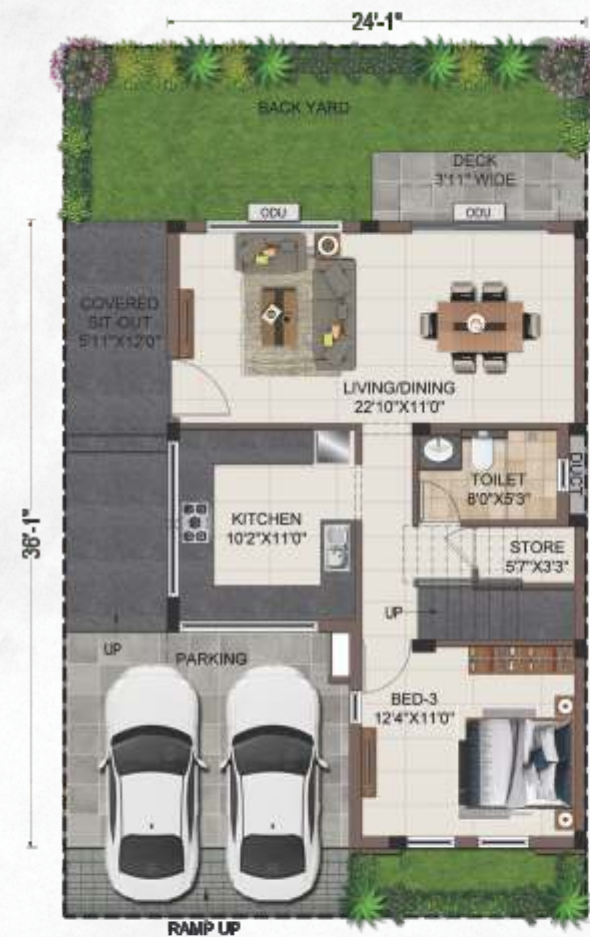 24'-1"
BACK YARD
DECK
3'11" WIDE
ODU
ODU
COVERED
SIT-OUT
5'11"X12'0"
LIVING/DINING
22'10"X11'0"
36'-1"
KITCHEN
10'2"X11'0"
TOILET
8'0"X5'3"
DUCT
STORE
5'7"X3'3"
UP
UP
PARKING
BED-3
12'4"X11'0"
RAMP UP